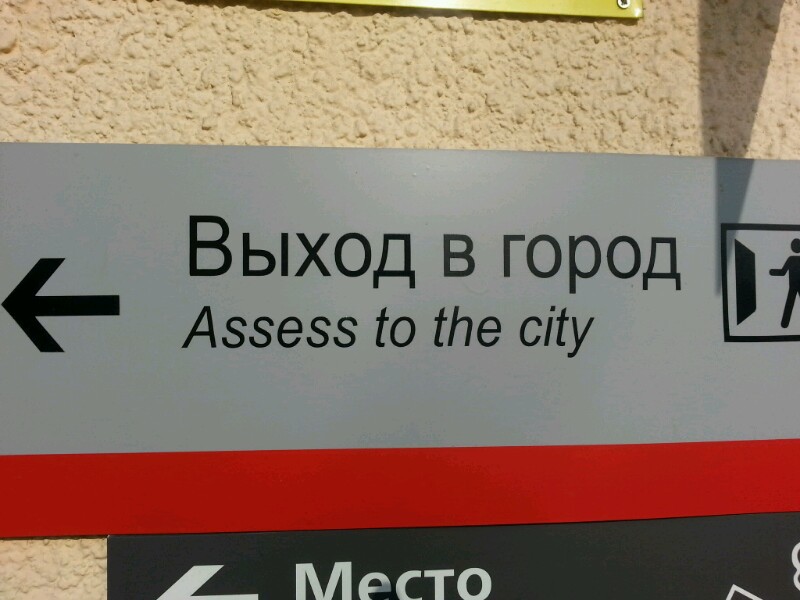 Выход в город
Assess to the city
Место